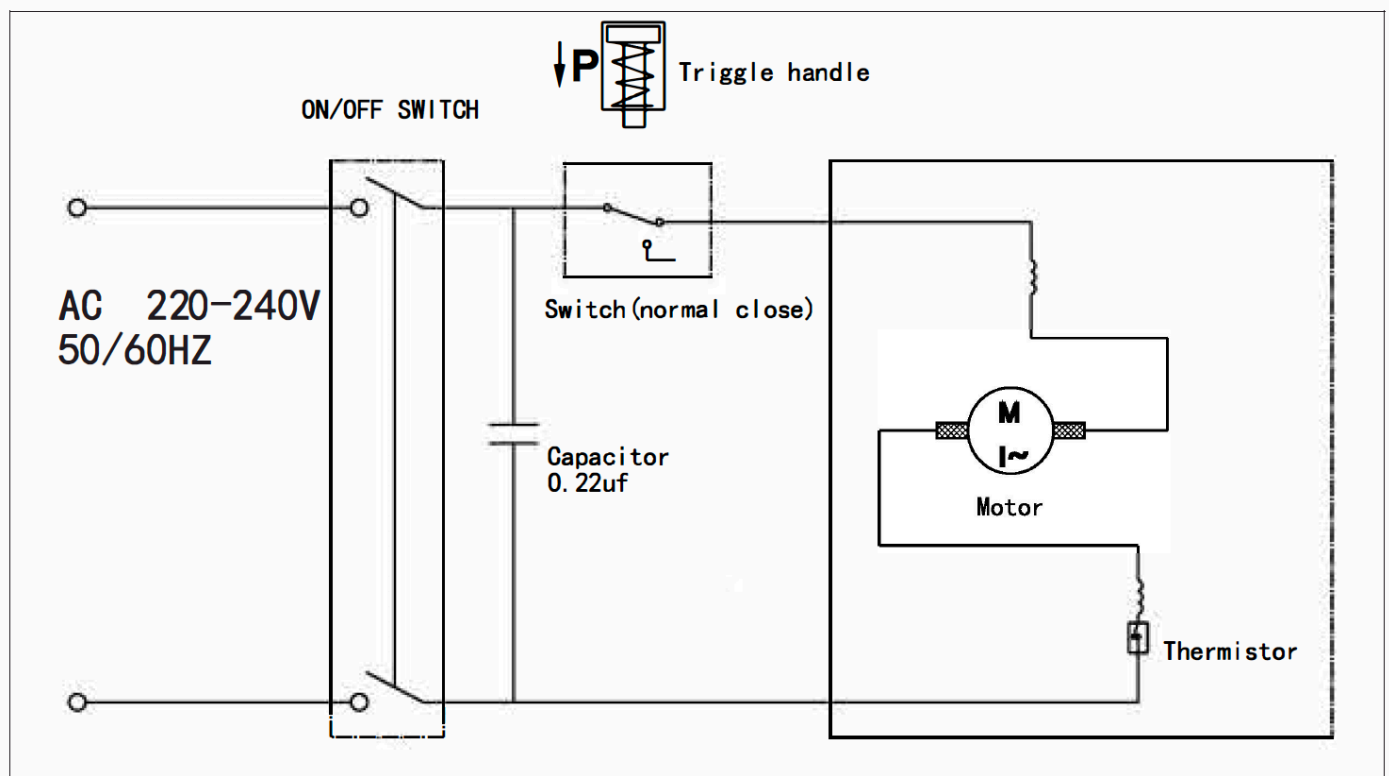 P
Triggle handle
ON/OFF SWITCH
AC 220-240V
50/60HZ
Switch(normal close)
Capacitor
0.22uf
M
I~
Motor
Thermistor